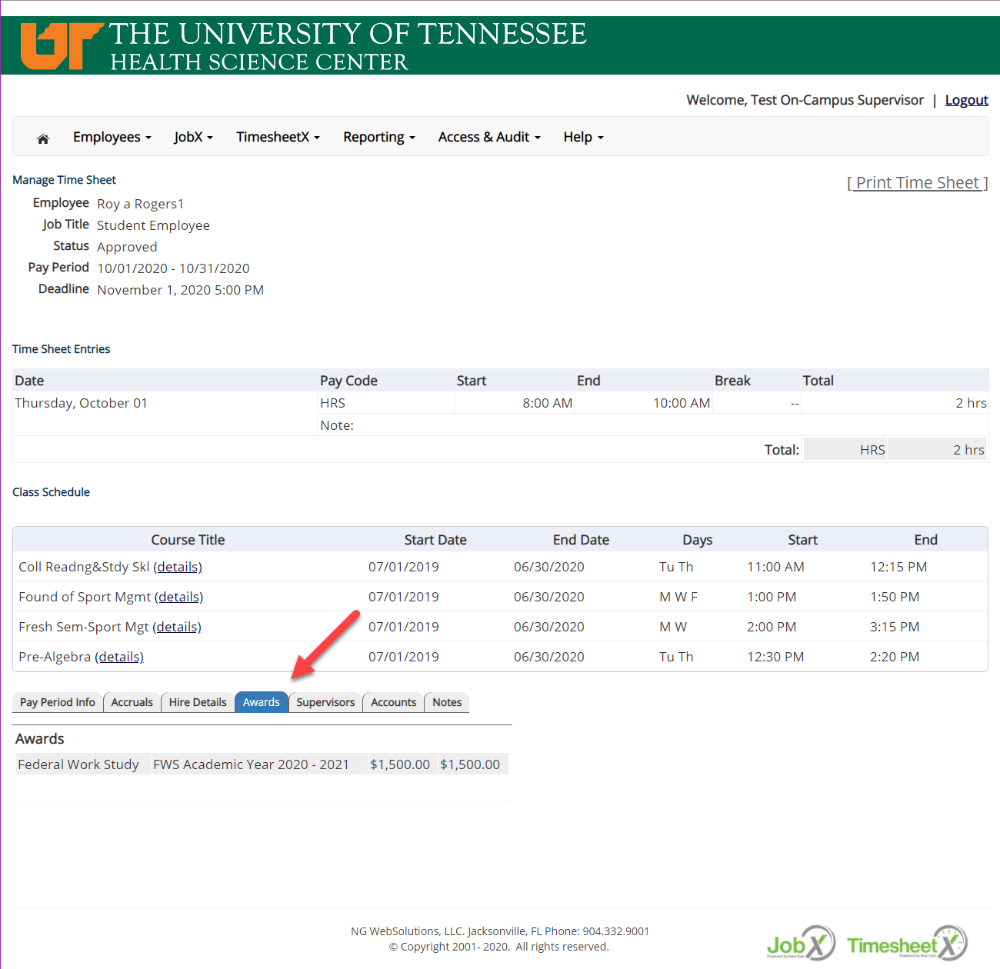 UT THE UNIVERSITY OF TENNESSEE
HEALTH SCIENCE CENTER
Welcome, Test On-Campus Supervisor | Logout
Employees JobX TimesheetX Reporting Access & Audit Help
Manage Time Sheet
[ Print Time Sheet ]
Employee Roy a Rogers1
Job Title Student Employee
Status Approved
Pay Period 10/01/2020 - 10/31/2020
Deadline November 1, 2020 5:00 PM
Time Sheet Entries
Date Pay Code Start End Break Total
Thursday, October 01 HRS 8:00 AM 10:00 AM -- 2 hrs
Note:
Total: HRS 2 hrs
Class Schedule
Course Title Start Date End Date Days Start End
Coll Readng&Stdy Skl (details) 07/01/2019 06/30/2020 Tu Th 11:00 AM 12:15 PM
Found of Sport Mgmt (details) 07/01/2019 06/30/2020 M W F 1:00 PM 1:50 PM
Fresh Sem-Sport Mgt (details) 07/01/2019 06/30/2020 M W 2:00 PM 3:15 PM
Pre-Algebra (details) 07/01/2019 06/30/2020 Tu Th 12:30 PM 2:20 PM
Pay Period Info Accruals Hire Details Awards Supervisors Accounts Notes
Awards
Federal Work Study FWS Academic Year 2020 - 2021 $1,500.00 $1,500.00
NG WebSolutions, LLC. Jacksonville, FL Phone: 904.332.9001
© Copyright 2001- 2020, All rights reserved.
JobX TimesheetX
Powered by Next Gen Powered by Next Gen